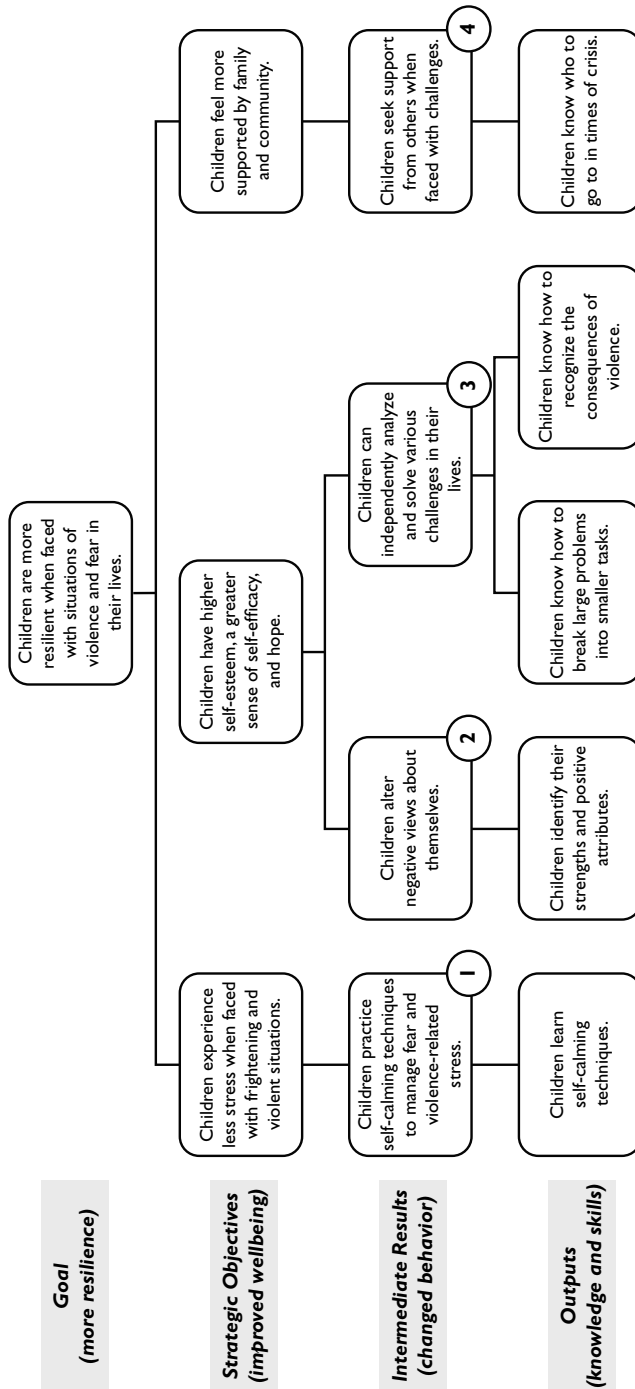 Goal
(more resilience)
Children are more
resilient when faced
with situations of
violence and fear in
their lives.
Strategic Objectives
(improved wellbeing)
Children experience
less stress when faced
with frightening and
violent situations.
Children have higher
self-esteem, a greater
sense of self-efficacy,
and hope.
Children feel more
supported by family
and community.
Intermediate Results
(changed behavior)
Children practice
self-calming techniques
to manage fear and
violence-related
stress.
1
Children alter
negative views about
themselves.
2
Children can
independently analyze
and solve various
challenges in their
lives.
3
Children seek support
from others when
faced with challenges.
4
Outputs
(knowledge and skills)
Children learn
self-calming
techniques.
Children identify their
strengths and positive
attributes.
Children know how to
break large problems
into smaller tasks.
Children know how to
recognize the
consequences of
violence.
Children know who to
go to in times of crisis.